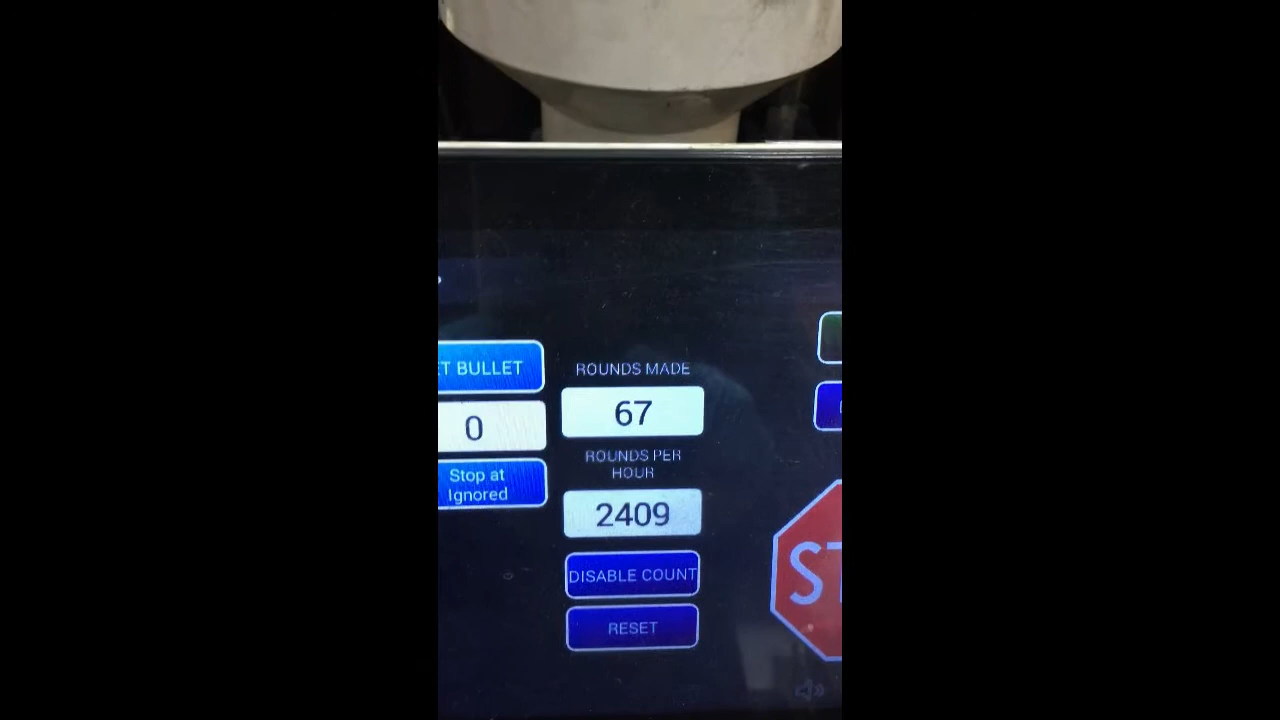 T BULLET
0
Stop at
Ignored
ROUNDS MADE
67
ROUNDS PER
HOUR
2409
DISABLE COUNT
RESET
ST